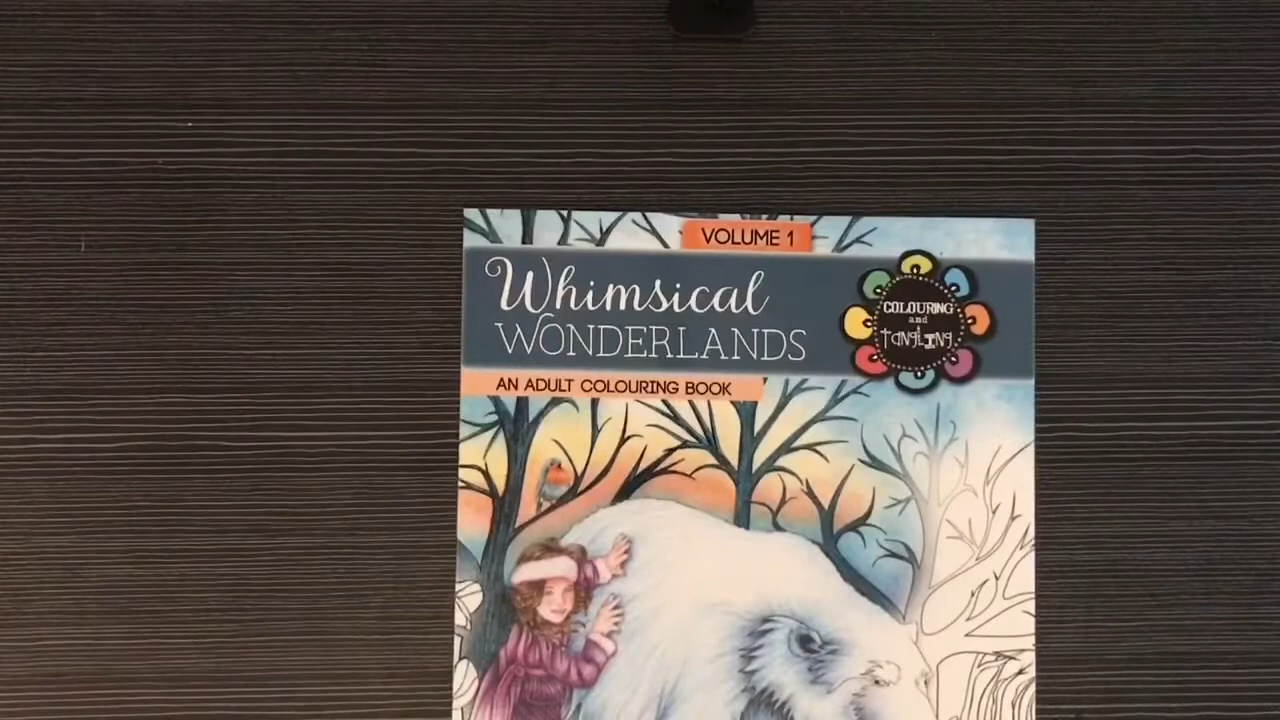 VOLUME 1
Whimsical
WONDERLANDS
COLOURING
and
TANGLING
AN ADULT COLOURING BOOK